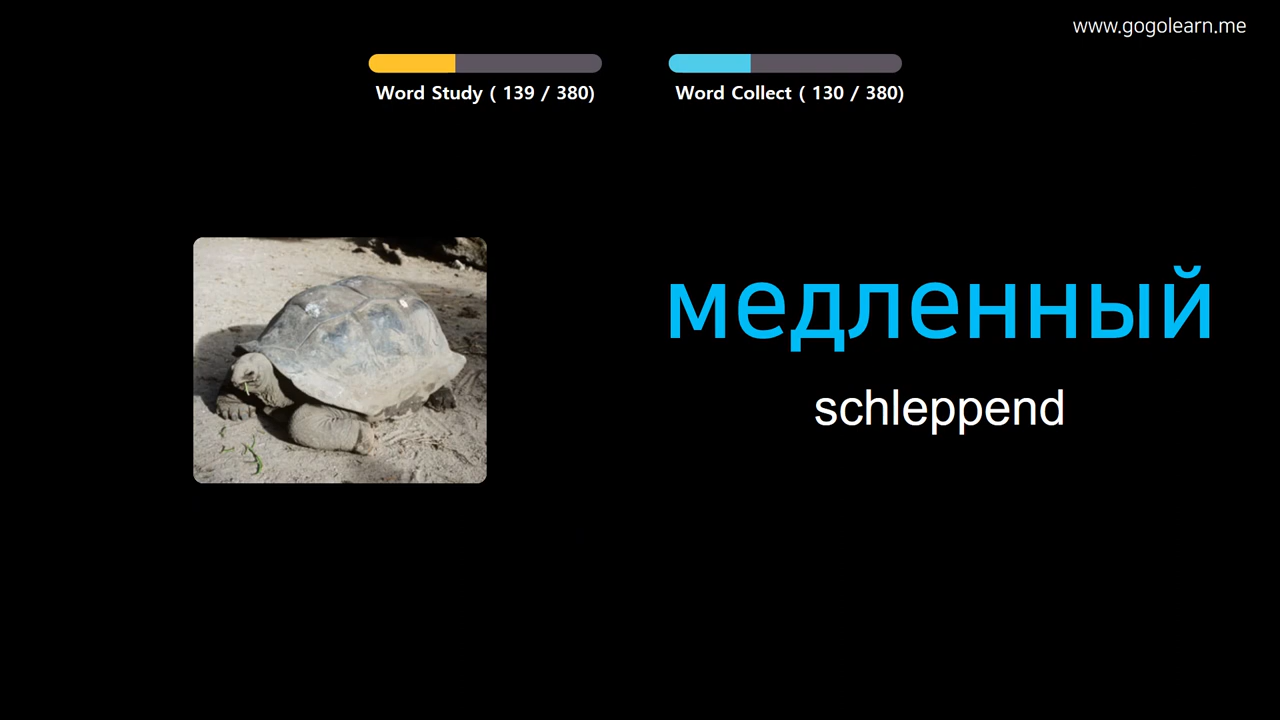 www.gogolearn.me
Word Study ( 139 / 380)
Word Collect ( 130 / 380)
медленный
schleppend